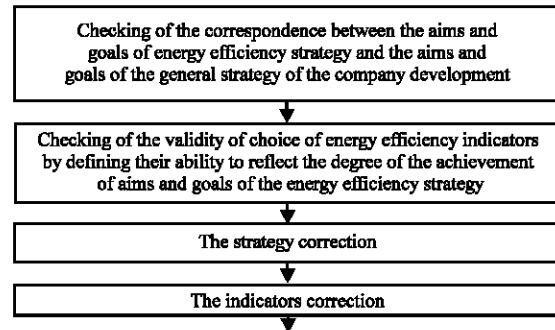 Checking of the correspondence between the aims and
goals of energy efficiency strategy and the aims and
goals of the general strategy of the company development
Checking of the validity of choice of energy efficiency indicators
by defining their ability to reflect the degree of the achievement
of aims and goals of the energy efficiency strategy
The strategy correction
The indicators correction